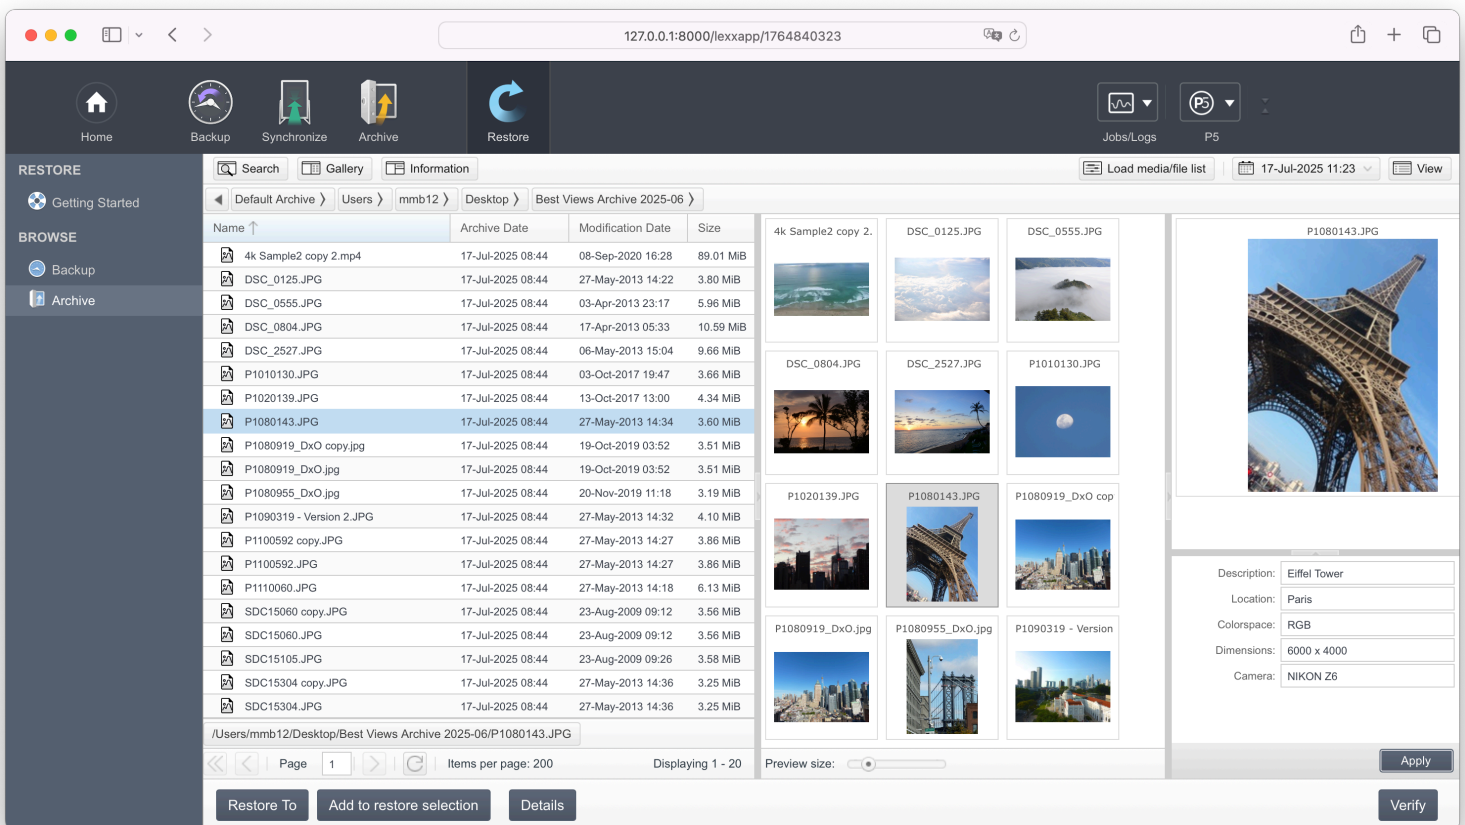 127.0.0.1:8000/lexxapp/1764840323
Home
Backup
Synchronize
Archive
Restore
Jobs/Logs
P5
P5
RESTORE
Getting Started
BROWSE
Backup
Archive
Search
Gallery
Information
Load media/file list
17-Jul-2025 11:23
View
Default Archive
Users
mmb12
Desktop
Best Views Archive 2025-06
Name Archive Date Modification Date Size
4k Sample2 copy 2.mp4 17-Jul-2025 08:44 08-Sep-2020 16:28 89.01 MiB
DSC_0125.JPG 17-Jul-2025 08:44 27-May-2013 14:22 3.80 MiB
DSC_0555.JPG 17-Jul-2025 08:44 03-Apr-2013 23:17 5.96 MiB
DSC_0804.JPG 17-Jul-2025 08:44 17-Apr-2013 05:33 10.59 MiB
DSC_2527.JPG 17-Jul-2025 08:44 06-May-2013 15:04 9.66 MiB
P1010130.JPG 17-Jul-2025 08:44 03-Oct-2017 19:47 3.66 MiB
P1020139.JPG 17-Jul-2025 08:44 13-Oct-2017 13:00 4.34 MiB
P1080143.JPG 17-Jul-2025 08:44 27-May-2013 14:34 3.60 MiB
P1080919_DxO copy.jpg 17-Jul-2025 08:44 19-Oct-2019 03:52 3.51 MiB
P1080919_DxO.jpg 17-Jul-2025 08:44 19-Oct-2019 03:52 3.51 MiB
P1080955_DxO.jpg 17-Jul-2025 08:44 20-Nov-2019 11:18 3.19 MiB
P1090319 - Version 2.JPG 17-Jul-2025 08:44 27-May-2013 14:32 4.10 MiB
P1100592 copy.JPG 17-Jul-2025 08:44 27-May-2013 14:27 3.86 MiB
P1100592.JPG 17-Jul-2025 08:44 27-May-2013 14:27 3.86 MiB
P1110060.JPG 17-Jul-2025 08:44 27-May-2013 14:18 6.13 MiB
SDC15060 copy.JPG 17-Jul-2025 08:44 23-Aug-2009 09:12 3.56 MiB
SDC15060.JPG 17-Jul-2025 08:44 23-Aug-2009 09:12 3.56 MiB
SDC15105.JPG 17-Jul-2025 08:44 23-Aug-2009 09:26 3.58 MiB
SDC15304 copy.JPG 17-Jul-2025 08:44 27-May-2013 14:36 3.25 MiB
SDC15304.JPG 17-Jul-2025 08:44 27-May-2013 14:36 3.25 MiB
/Users/mmb12/Desktop/Best Views Archive 2025-06/P1080143.JPG
Page 1 Items per page: 200 Displaying 1 - 20
4k Sample2 copy 2. DSC_0125.JPG DSC_0555.JPG
DSC_0804.JPG DSC_2527.JPG P1010130.JPG
P1020139.JPG P1080143.JPG P1080919_DxO cop
P1080919_DxO.jpg P1080955_DxO.jpg P1090319 - Version
Preview size:
P1080143.JPG
Description: Eiffel Tower
Location: Paris
Colorspace: RGB
Dimensions: 6000 x 4000
Camera: NIKON Z6
Apply
Restore To
Add to restore selection
Details
Verify